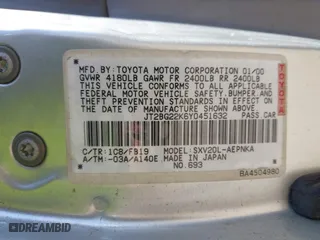 MFD. BY: TOYOTA MOTOR CORPORATION 01/00
GVWR 4180LB GAWR FR 2400LB RR 2400LB
THIS VEHICLE CONFORMS TO ALL APPLICABLE
FEDERAL MOTOR VEHICLE SAFETY, BUMPER, AND
THEFT PREVENTION STANDARDS IN EFFECT ON
THE DATE OF MANUFACTURE SHOWN ABOVE.
JT2BG22K6Y0451632 PASS.CAR
C/TR: 1C8/FB19 MODEL: SXV20L-AEPNKA
A/TM: -03A/A140E MADE IN JAPAN
NO.693
BA4504980
TOYOTA